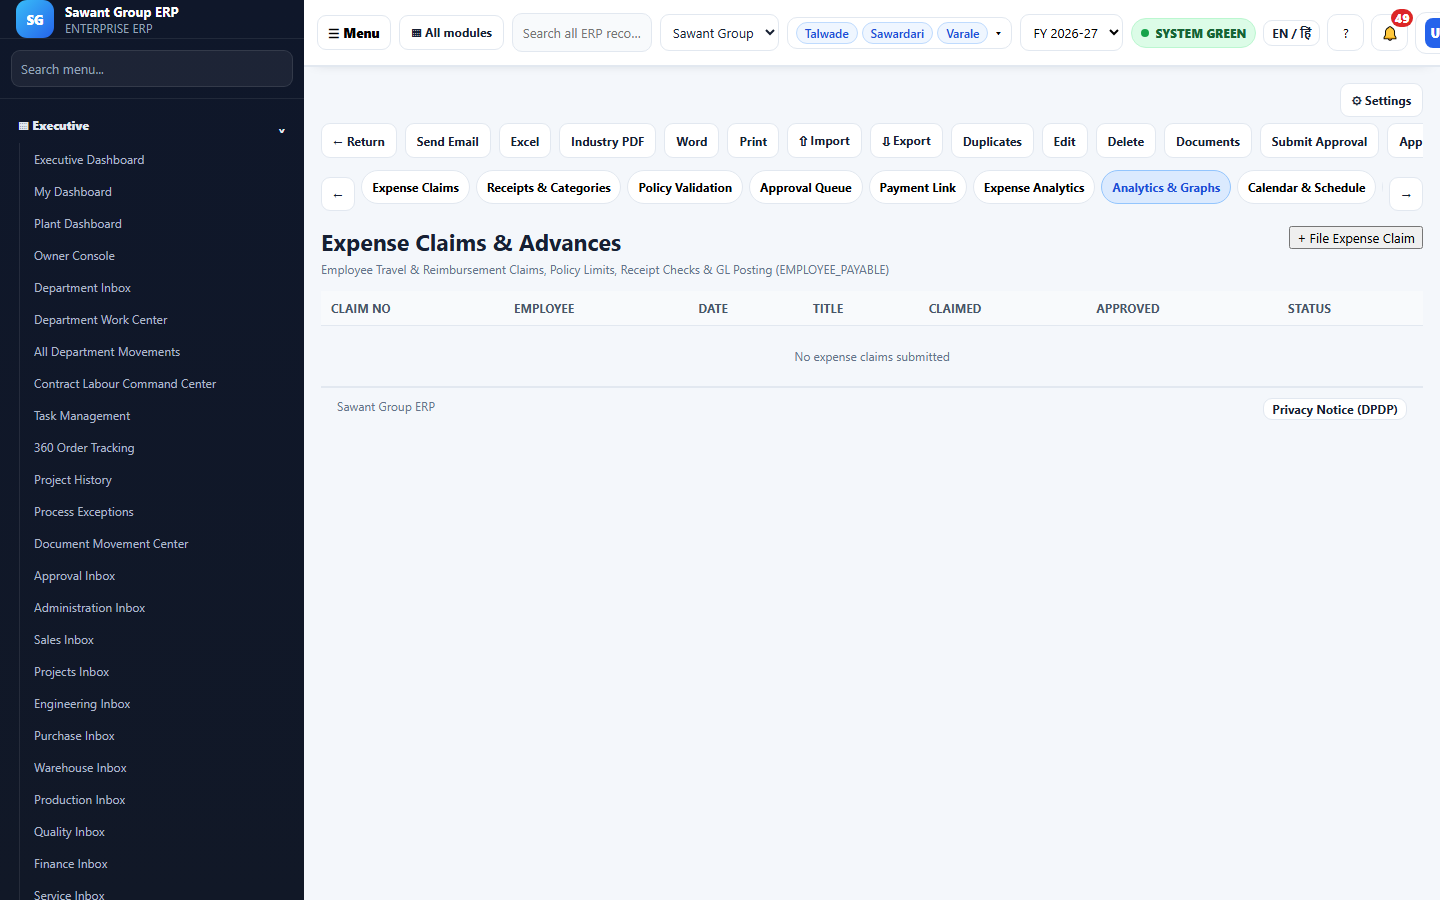 SG
Sawant Group ERP
ENTERPRISE ERP
Search menu...
Executive
Executive Dashboard
My Dashboard
Plant Dashboard
Owner Console
Department Inbox
Department Work Center
All Department Movements
Contract Labour Command Center
Task Management
360 Order Tracking
Project History
Process Exceptions
Document Movement Center
Approval Inbox
Administration Inbox
Sales Inbox
Projects Inbox
Engineering Inbox
Purchase Inbox
Warehouse Inbox
Production Inbox
Quality Inbox
Finance Inbox
Service Inbox
☰ Menu All modules Search all ERP reco... Sawant Group Talwade Sawardari Varale FY 2026-27 SYSTEM GREEN EN / हिं ? 49 U
⚙ Settings
← Return Send Email Excel Industry PDF Word Print ⇧ Import ⇩ Export Duplicates Edit Delete Documents Submit Approval App
← Expense Claims Receipts & Categories Policy Validation Approval Queue Payment Link Expense Analytics Analytics & Graphs Calendar & Schedule →
Expense Claims & Advances
+ File Expense Claim
Employee Travel & Reimbursement Claims, Policy Limits, Receipt Checks & GL Posting (EMPLOYEE_PAYABLE)
CLAIM NO EMPLOYEE DATE TITLE CLAIMED APPROVED STATUS
No expense claims submitted
Sawant Group ERP
Privacy Notice (DPDP)